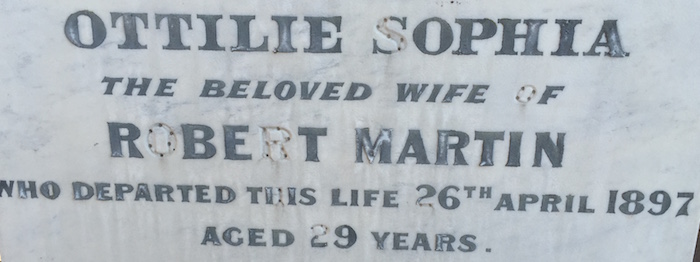 OTTILIE SOPHIA
THE BELOVED WIFE OF
ROBERT MARTIN
WHO DEPARTED THIS LIFE 26TH APRIL 1897
AGED 29 YEARS.